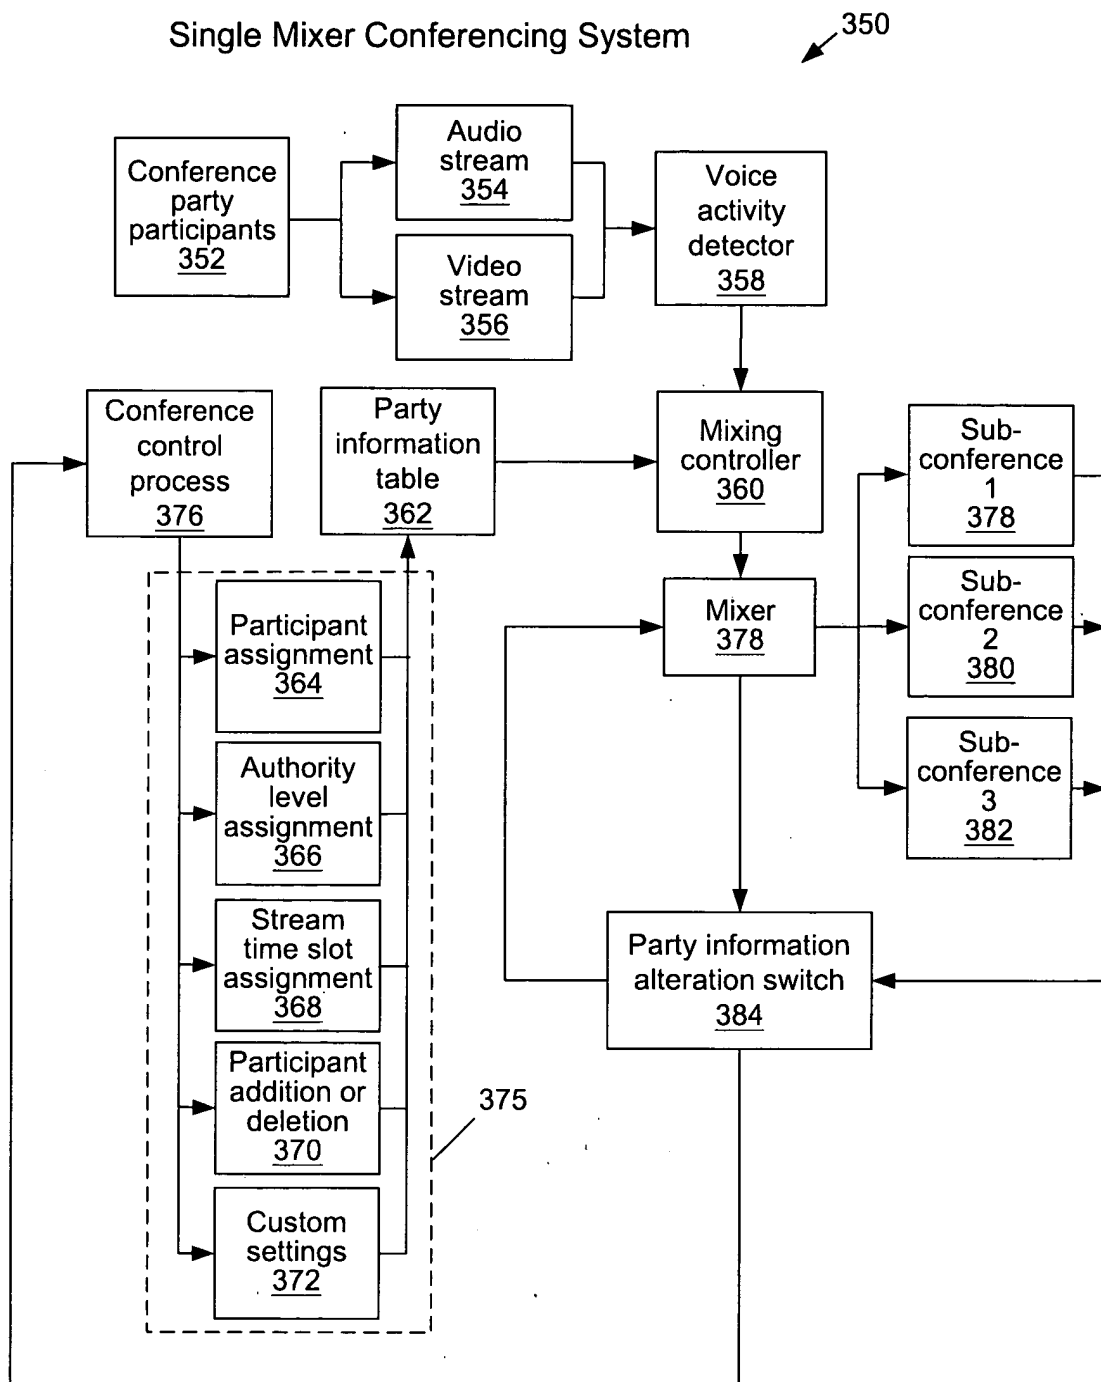 Single Mixer Conferencing System
350
Conference
party
participants
352
Audio
stream
354
Video
stream
356
Voice
activity
detector
358
Conference
control
process
376
Party
information
table
362
Mixing
controller
360
Sub-
conference
1
378
Participant
assignment
364
Mixer
378
Sub-
conference
2
380
Authority
level
assignment
366
Sub-
conference
3
382
Stream
time slot
assignment
368
Party information
alteration switch
384
Participant
addition or
deletion
370
375
Custom
settings
372